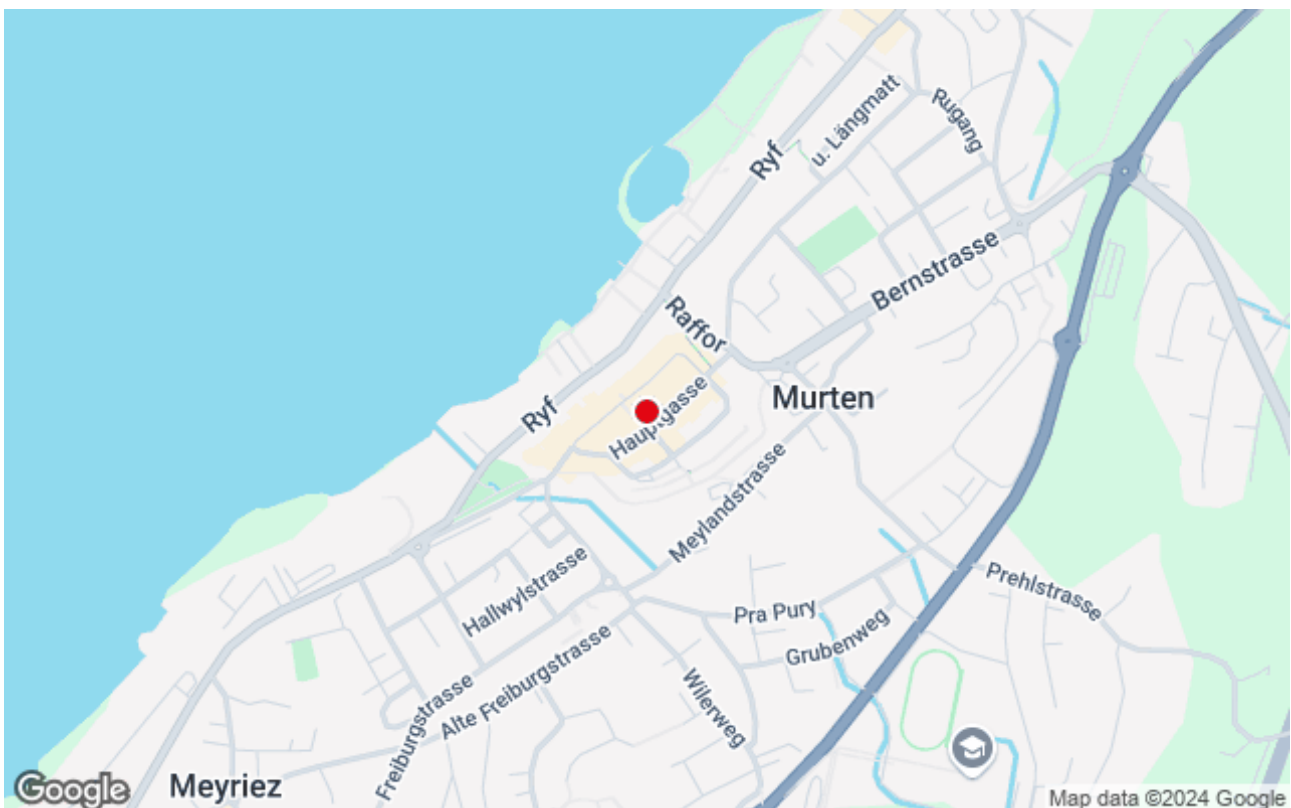 u. Längmatt
Rugang
Ryf
Bernstrasse
Raffor
Murten
Ryf
Hauptgasse
Meylandstrasse
Hallwylstrasse
Prehlstrasse
Pra Pury
Grubenweg
Alte Freiburgstrasse
Wilerweg
Freiburgstrasse
Meyriez
Google
Map data ©2024 Google